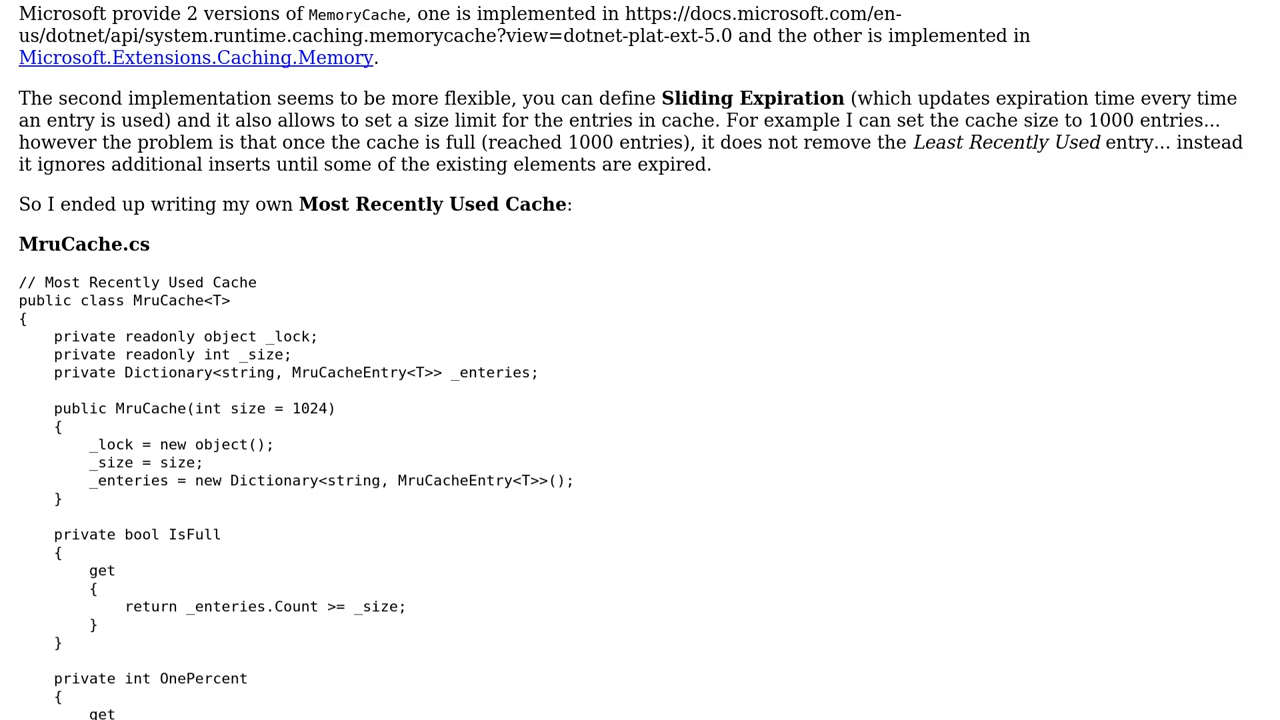 Microsoft provide 2 versions of MemoryCache, one is implemented in https://docs.microsoft.com/en-
us/dotnet/api/system.runtime.caching.memorycache?view=dotnet-plat-ext-5.0 and the other is implemented in
Microsoft.Extensions.Caching.Memory.
The second implementation seems to be more flexible, you can define Sliding Expiration (which updates expiration time every time
an entry is used) and it also allows to set a size limit for the entries in cache. For example I can set the cache size to 1000 entries...
however the problem is that once the cache is full (reached 1000 entries), it does not remove the Least Recently Used entry... instead
it ignores additional inserts until some of the existing elements are expired.
So I ended up writing my own Most Recently Used Cache:
MruCache.cs
// Most Recently Used Cache
public class MruCache<T>
{
    private readonly object _lock;
    private readonly int _size;
    private Dictionary<string, MruCacheEntry<T>> _enteries;
    public MruCache(int size = 1024)
    {
        _lock = new object();
        _size = size;
        _enteries = new Dictionary<string, MruCacheEntry<T>>();
    }
    private bool IsFull
    {
        get
        {
            return _enteries.Count >= _size;
        }
    }
    private int OnePercent
    {
        get